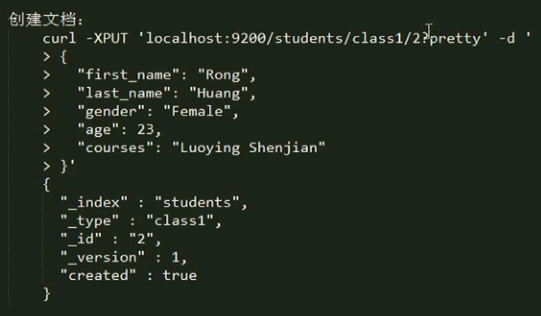 创建文档：
curl -XPUT 'localhost:9200/students/class1/2?pretty' -d '
> {
>   "first_name": "Rong",
>   "last_name": "Huang",
>   "gender": "Female",
>   "age": 23,
>   "courses": "Luoying Shenjian"
> }'
{
  "_index" : "students",
  "_type" : "class1",
  "_id" : "2",
  "_version" : 1,
  "created" : true
}